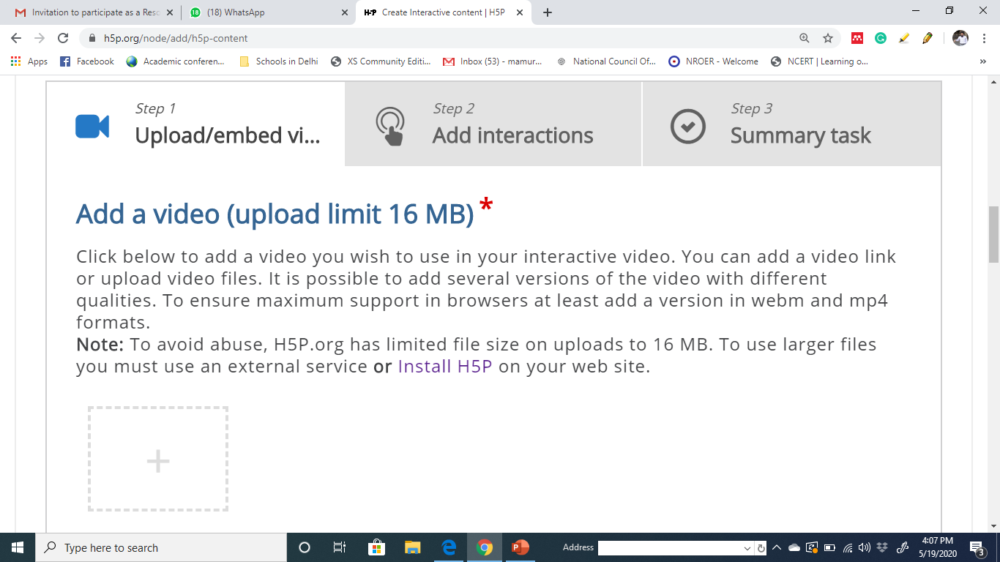 Invitation to participate as a Reso
18
(18) WhatsApp
H5P
Create Interactive content | H5P
h5p.org/node/add/h5p-content
Apps
Facebook
Academic conferen...
Schools in Delhi
XS Community Editi...
Inbox (53) - mamur...
National Council Of...
NROER - Welcome
NCERT | Learning o...
Step 1
Upload/embed vi...
Step 2
Add interactions
Step 3
Summary task
Add a video (upload limit 16 MB) *
Click below to add a video you wish to use in your interactive video. You can add a video link
or upload video files. It is possible to add several versions of the video with different
qualities. To ensure maximum support in browsers at least add a version in webm and mp4
formats.
Note: To avoid abuse, H5P.org has limited file size on uploads to 16 MB. To use larger files
you must use an external service or Install H5P on your web site.
Type here to search
Address
4:07 PM
5/19/2020
3